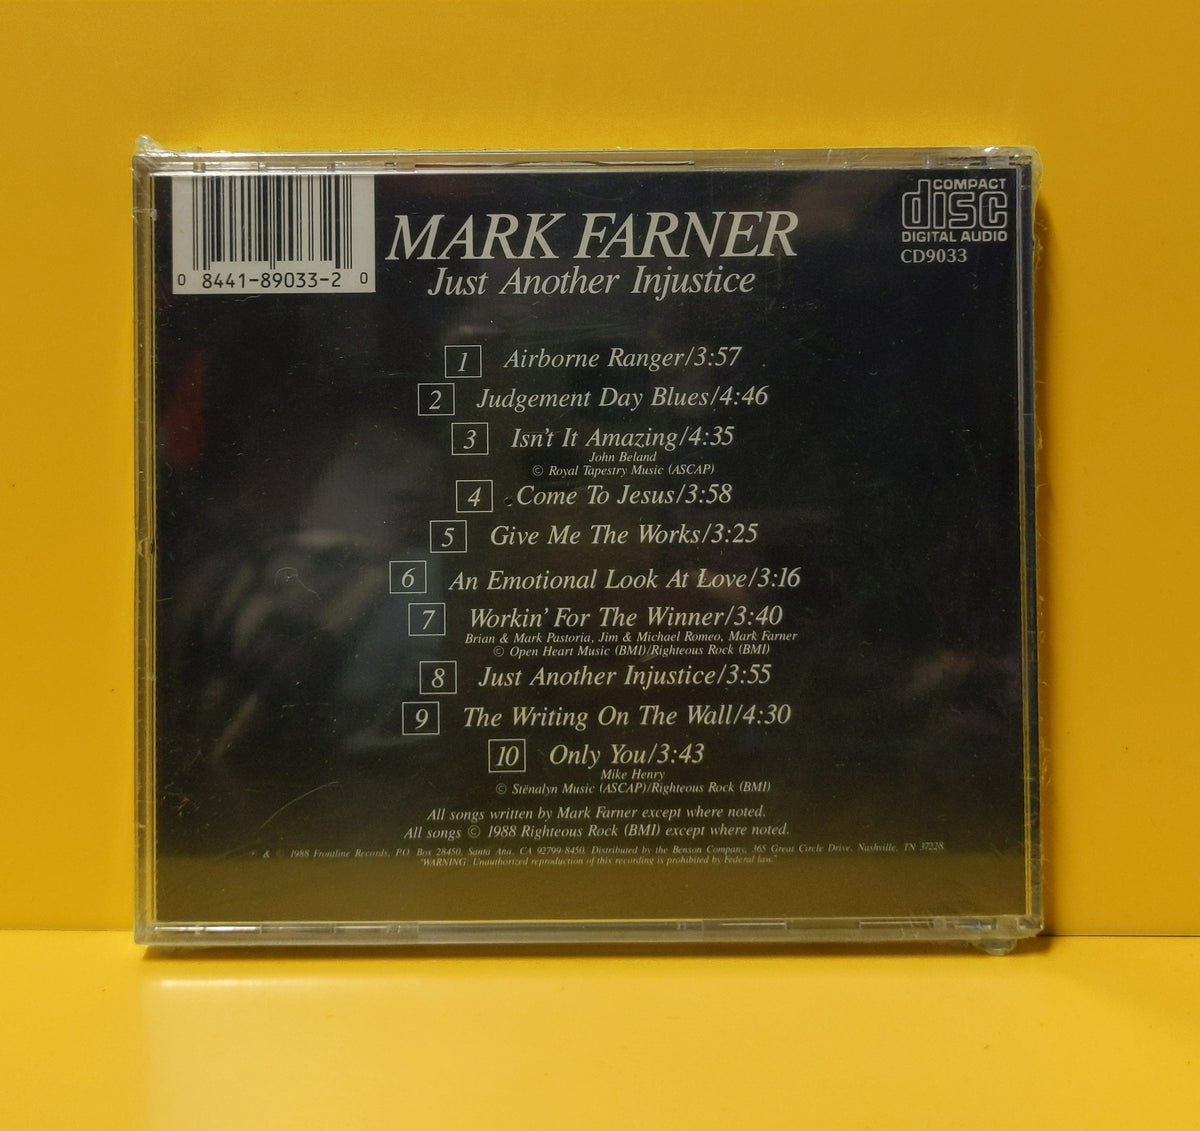 0 8441-89033-2 0
MARK FARNER
Just Another Injustice
COMPACT
disc
DIGITAL AUDIO
CD9033
1 Airborne Ranger/3:57
2 Judgement Day Blues/4:46
3 Isn't It Amazing/4:35
John Beland
© Royal Tapestry Music (ASCAP)
4 Come To Jesus/3:58
5 Give Me The Works/3:25
6 An Emotional Look At Love/3:16
7 Workin' For The Winner/3:40
Brian & Mark Pastoria, Jim & Michael Romeo, Mark Farner
© Open Heart Music (BMI)/Righteous Rock (BMI)
8 Just Another Injustice/3:55
9 The Writing On The Wall/4:30
10 Only You/3:43
Mike Henry
© Stënalyn Music (ASCAP)/Righteous Rock (BMI)
All songs written by Mark Farner except where noted.
All songs © 1988 Righteous Rock (BMI) except where noted.
℗ & © 1988 Frontline Records, P.O. Box 28450, Santa Ana, CA 92799-8450. Distributed by the Benson Company, 365 Great Circle Drive, Nashville, TN 37228.
"WARNING: Unauthorized reproduction of this recording is prohibited by Federal law."